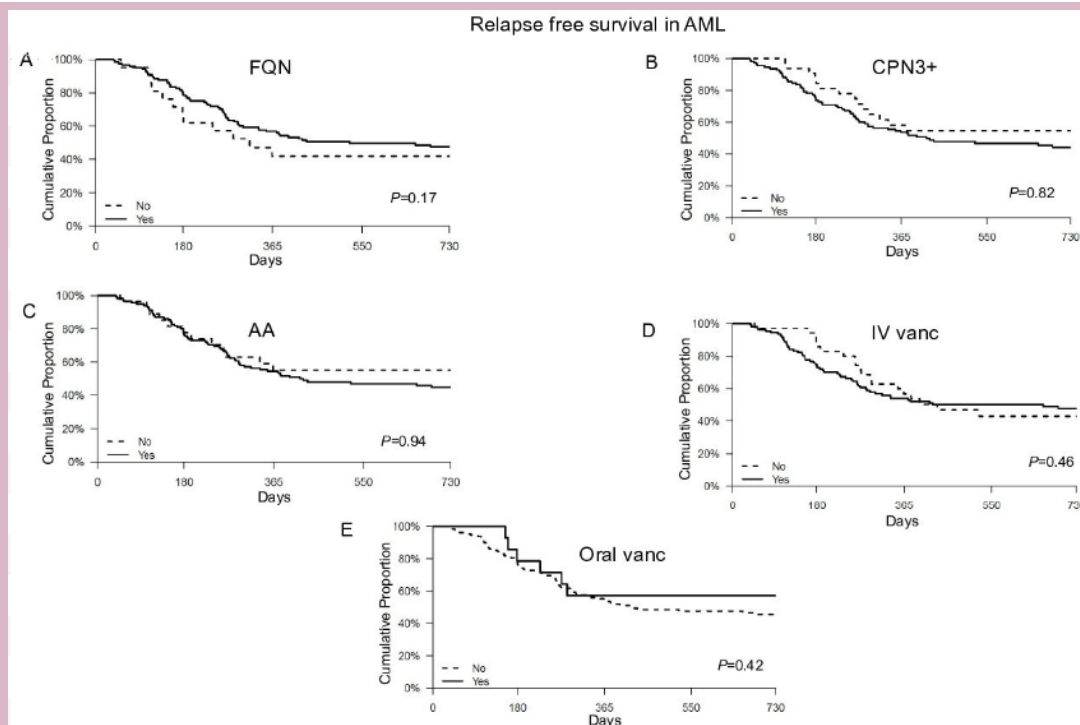 Relapse free survival in AML
A
FQN
Cumulative Proportion
100%
80%
60%
40%
20%
0%
No
Yes
P=0.17
0 180 365 550 730
Days
B
CPN3+
Cumulative Proportion
100%
80%
60%
40%
20%
0%
No
Yes
P=0.82
0 180 365 550 730
Days
C
AA
Cumulative Proportion
100%
80%
60%
40%
20%
0%
No
Yes
P=0.94
0 180 365 550 730
Days
D
IV vanc
Cumulative Proportion
100%
80%
60%
40%
20%
0%
No
Yes
P=0.46
0 180 365 550 730
Days
E
Oral vanc
Cumulative Proportion
100%
80%
60%
40%
20%
0%
No
Yes
P=0.42
0 180 365 550 730
Days